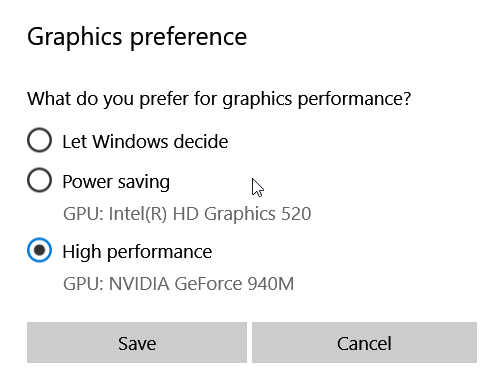 Graphics preference
What do you prefer for graphics performance?
Let Windows decide
Power saving
GPU: Intel(R) HD Graphics 520
High performance
GPU: NVIDIA GeForce 940M
Save
Cancel